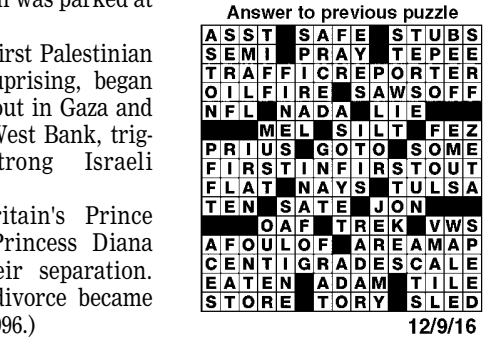 n was parked at
irst Palestinian
prising, began
out in Gaza and
West Bank, trig-
trong Israeli
ritain's Prince
Princess Diana
eir separation.
divorce became
96.)
Answer to previous puzzle
ASST SAFE STUBS
SEMI PRAY TEPEE
TRAFFICREPORTER
OILFIRE SAWSOFF
NFL NADA LIE
MEL SILT FEZ
PRIUS GOTO SOME
FIRSTINFIRSTOUT
FLAT NAYS TULSA
TEN SATE JON
OAF TREK VWS
AFOULOF AREAMAP
CENTIGRADESCALE
EATEN ADAM TILE
STORE TORY SLED
12/9/16